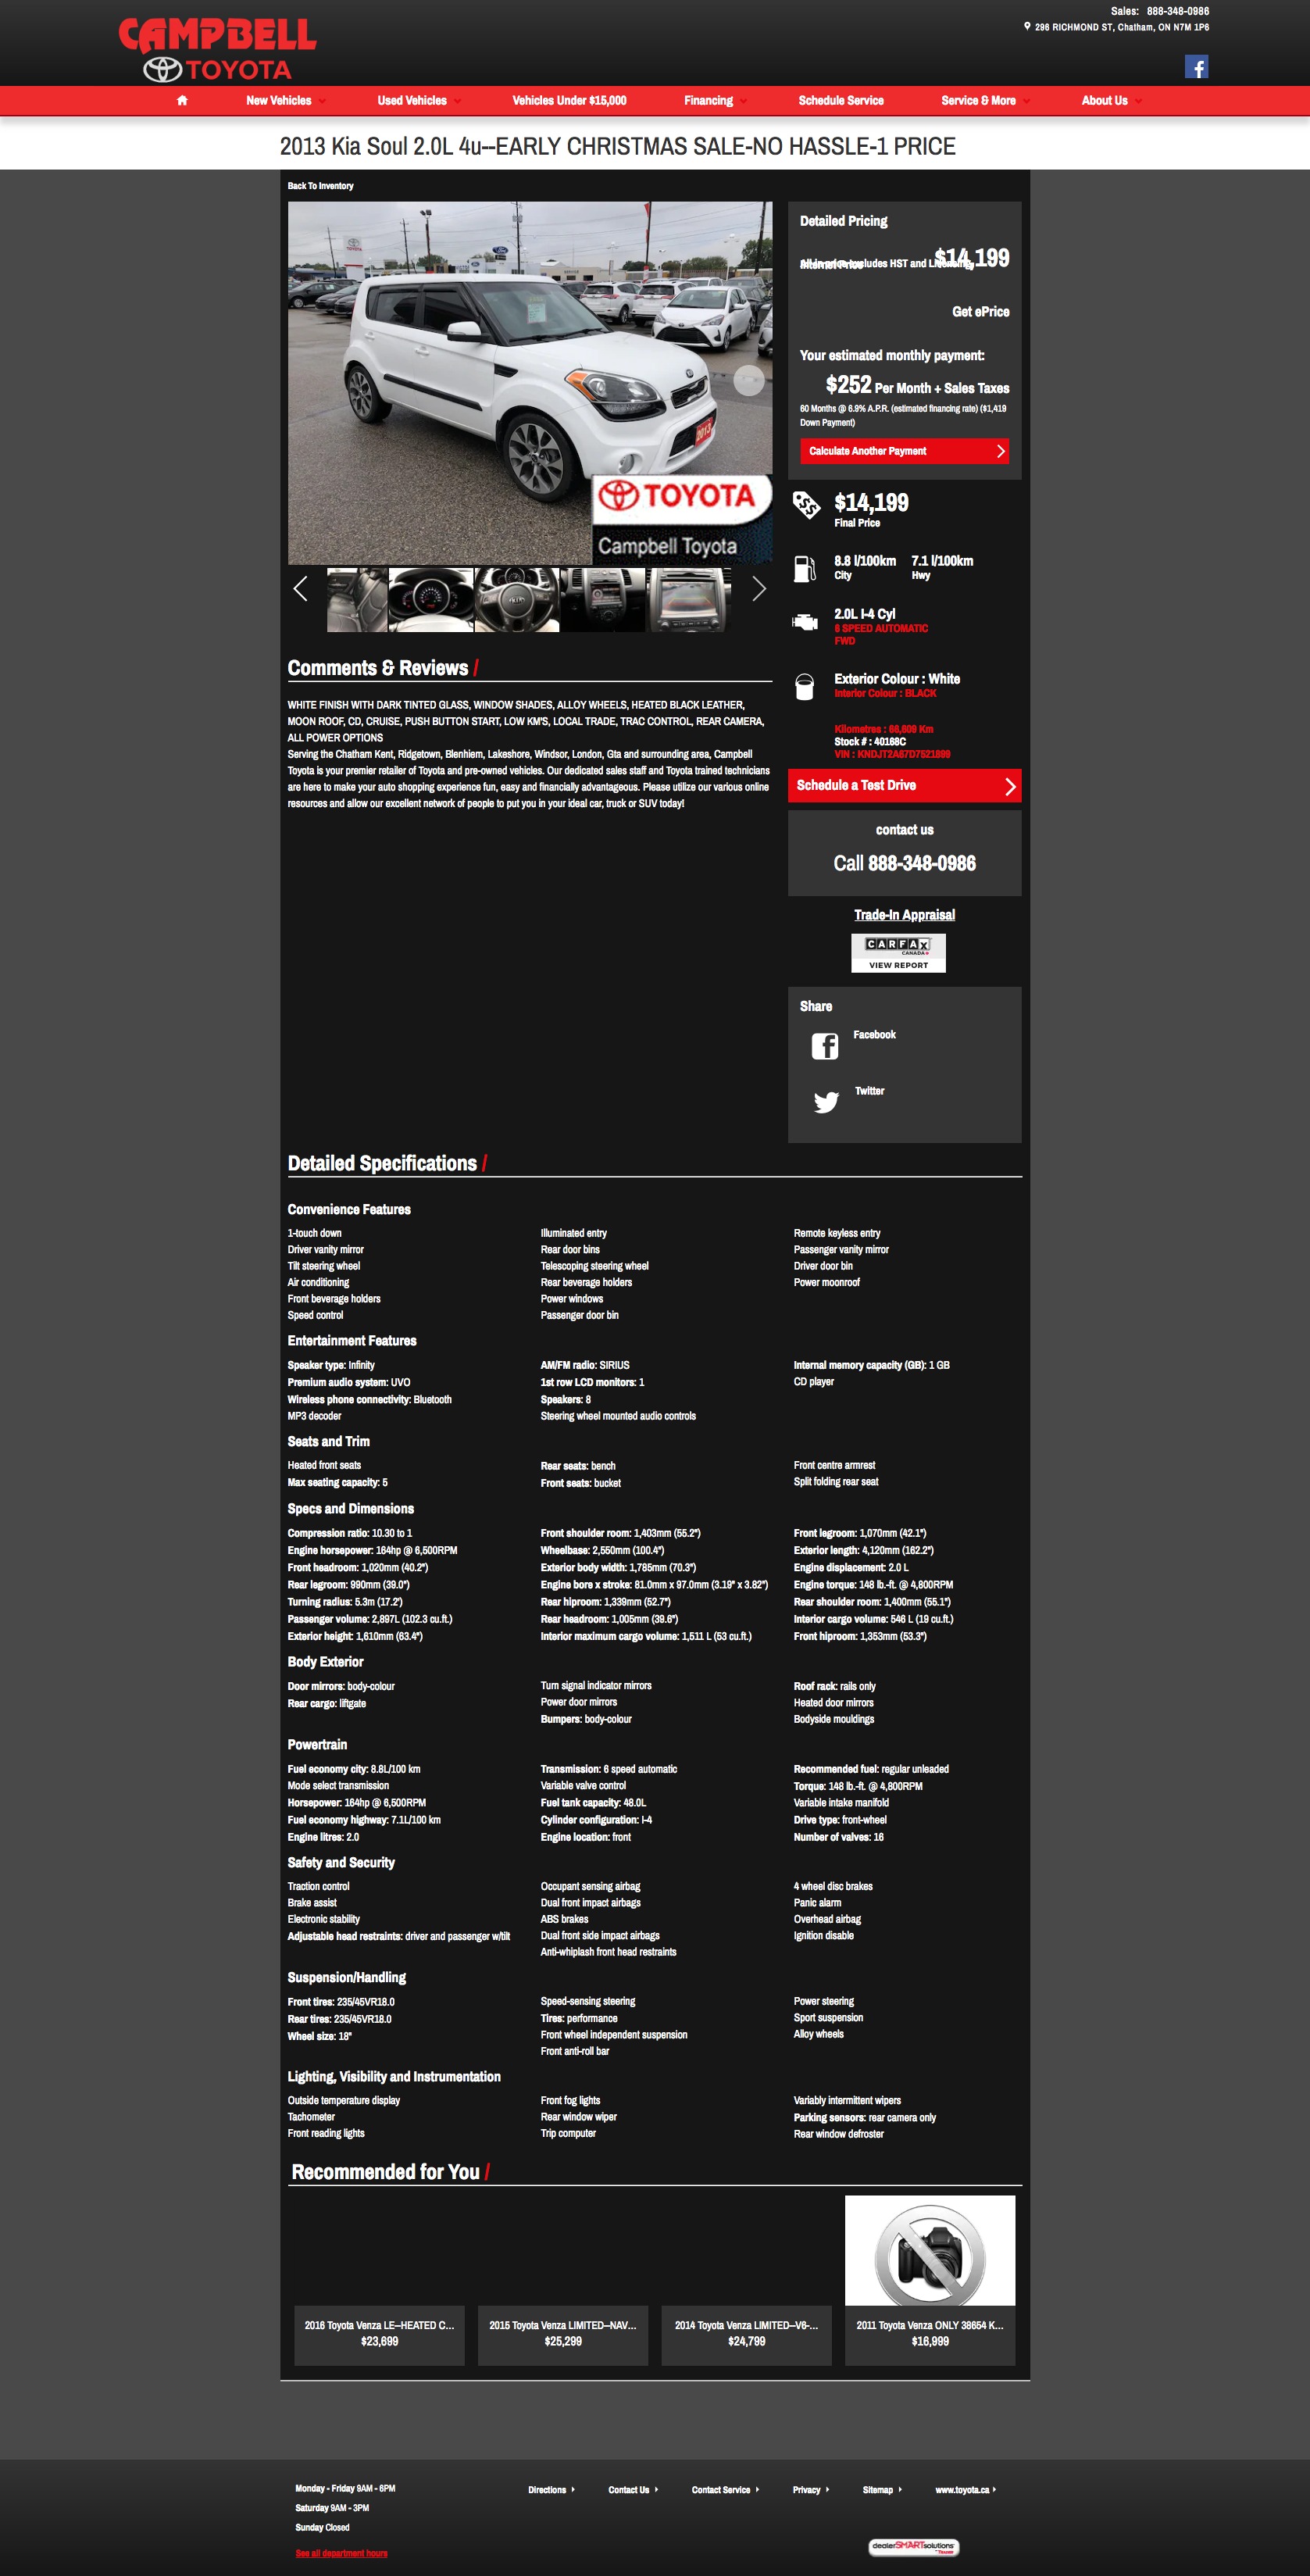 CAMPBELL
TOYOTA
Sales: 888-348-0986
296 RICHMOND ST, Chatham, ON N7M 1P6
New Vehicles
Used Vehicles
Vehicles Under $15,000
Financing
Schedule Service
Service & More
About Us
2013 Kia Soul 2.0L 4u--EARLY CHRISTMAS SALE-NO HASSLE-1 PRICE
Back To Inventory
2013
TOYOTA
Campbell Toyota
Detailed Pricing
$14,199
includes HST and Licensing
Get ePrice
Your estimated monthly payment:
$252 Per Month + Sales Taxes
60 Months @ 6.9% A.P.R. (estimated financing rate) ($1,419
Down Payment)
Calculate Another Payment
$14,199
Final Price
8.8 l/100km 7.1 l/100km
City Hwy
2.0L I-4 Cyl
6 SPEED AUTOMATIC
FWD
Exterior Colour : White
Interior Colour : BLACK
Kilometres : 66,609 Km
Stock # : 40168C
VIN : KNDJT2A67D7521899
Schedule a Test Drive
contact us
Call 888-348-0986
Trade-In Appraisal
CARFAX
CANADA
VIEW REPORT
Share
Facebook
Twitter
Comments & Reviews /
WHITE FINISH WITH DARK TINTED GLASS, WINDOW SHADES, ALLOY WHEELS, HEATED BLACK LEATHER,
MOON ROOF, CD, CRUISE, PUSH BUTTON START, LOW KM'S, LOCAL TRADE, TRAC CONTROL, REAR CAMERA,
ALL POWER OPTIONS
Serving the Chatham Kent, Ridgetown, Blenhiem, Lakeshore, Windsor, London, Gta and surrounding area, Campbell
Toyota is your premier retailer of Toyota and pre-owned vehicles. Our dedicated sales staff and Toyota trained technicians
are here to make your auto shopping experience fun, easy and financially advantageous. Please utilize our various online
resources and allow our excellent network of people to put you in your ideal car, truck or SUV today!
Detailed Specifications /
Convenience Features
1-touch down Illuminated entry Remote keyless entry
Driver vanity mirror Rear door bins Passenger vanity mirror
Tilt steering wheel Telescoping steering wheel Driver door bin
Air conditioning Rear beverage holders Power moonroof
Front beverage holders Power windows
Speed control Passenger door bin
Entertainment Features
Speaker type: Infinity AM/FM radio: SIRIUS Internal memory capacity (GB): 1 GB
Premium audio system: UVO 1st row LCD monitors: 1 CD player
Wireless phone connectivity: Bluetooth Speakers: 8
MP3 decoder Steering wheel mounted audio controls
Seats and Trim
Heated front seats Rear seats: bench Front centre armrest
Max seating capacity: 5 Front seats: bucket Split folding rear seat
Specs and Dimensions
Compression ratio: 10.30 to 1 Front shoulder room: 1,403mm (55.2") Front legroom: 1,070mm (42.1")
Engine horsepower: 164hp @ 6,500RPM Wheelbase: 2,550mm (100.4") Exterior length: 4,120mm (162.2")
Front headroom: 1,020mm (40.2") Exterior body width: 1,785mm (70.3") Engine displacement: 2.0 L
Rear legroom: 990mm (39.0") Engine bore x stroke: 81.0mm x 97.0mm (3.19" x 3.82") Engine torque: 148 lb.-ft. @ 4,800RPM
Turning radius: 5.3m (17.2') Rear hiproom: 1,339mm (52.7") Rear shoulder room: 1,400mm (55.1")
Passenger volume: 2,897L (102.3 cu.ft.) Rear headroom: 1,005mm (39.6") Interior cargo volume: 546 L (19 cu.ft.)
Exterior height: 1,610mm (63.4") Interior maximum cargo volume: 1,511 L (53 cu.ft.) Front hiproom: 1,353mm (53.3")
Body Exterior
Door mirrors: body-colour Turn signal indicator mirrors Roof rack: rails only
Rear cargo: liftgate Power door mirrors Heated door mirrors
Bumpers: body-colour Bodyside mouldings
Powertrain
Fuel economy city: 8.8L/100 km Transmission: 6 speed automatic Recommended fuel: regular unleaded
Mode select transmission Variable valve control Torque: 148 lb.-ft. @ 4,800RPM
Horsepower: 164hp @ 6,500RPM Fuel tank capacity: 48.0L Variable intake manifold
Fuel economy highway: 7.1L/100 km Cylinder configuration: I-4 Drive type: front-wheel
Engine litres: 2.0 Engine location: front Number of valves: 16
Safety and Security
Traction control Occupant sensing airbag 4 wheel disc brakes
Brake assist Dual front impact airbags Panic alarm
Electronic stability ABS brakes Overhead airbag
Adjustable head restraints: driver and passenger w/tilt Dual front side impact airbags Ignition disable
Anti-whiplash front head restraints
Suspension/Handling
Front tires: 235/45VR18.0 Speed-sensing steering Power steering
Rear tires: 235/45VR18.0 Tires: performance Sport suspension
Wheel size: 18" Front wheel independent suspension Alloy wheels
Front anti-roll bar
Lighting, Visibility and Instrumentation
Outside temperature display Front fog lights Variably intermittent wipers
Tachometer Rear window wiper Parking sensors: rear camera only
Front reading lights Trip computer Rear window defroster
Recommended for You /
2016 Toyota Venza LE--HEATED C...
$23,699
2015 Toyota Venza LIMITED--NAV...
$25,299
2014 Toyota Venza LIMITED--V6-...
$24,799
2011 Toyota Venza ONLY 38654 K...
$16,999
Monday - Friday 9AM - 6PM
Saturday 9AM - 3PM
Sunday Closed
See all department hours
Directions
Contact Us
Contact Service
Privacy
Sitemap
www.toyota.ca
dealerSMARTsolutions